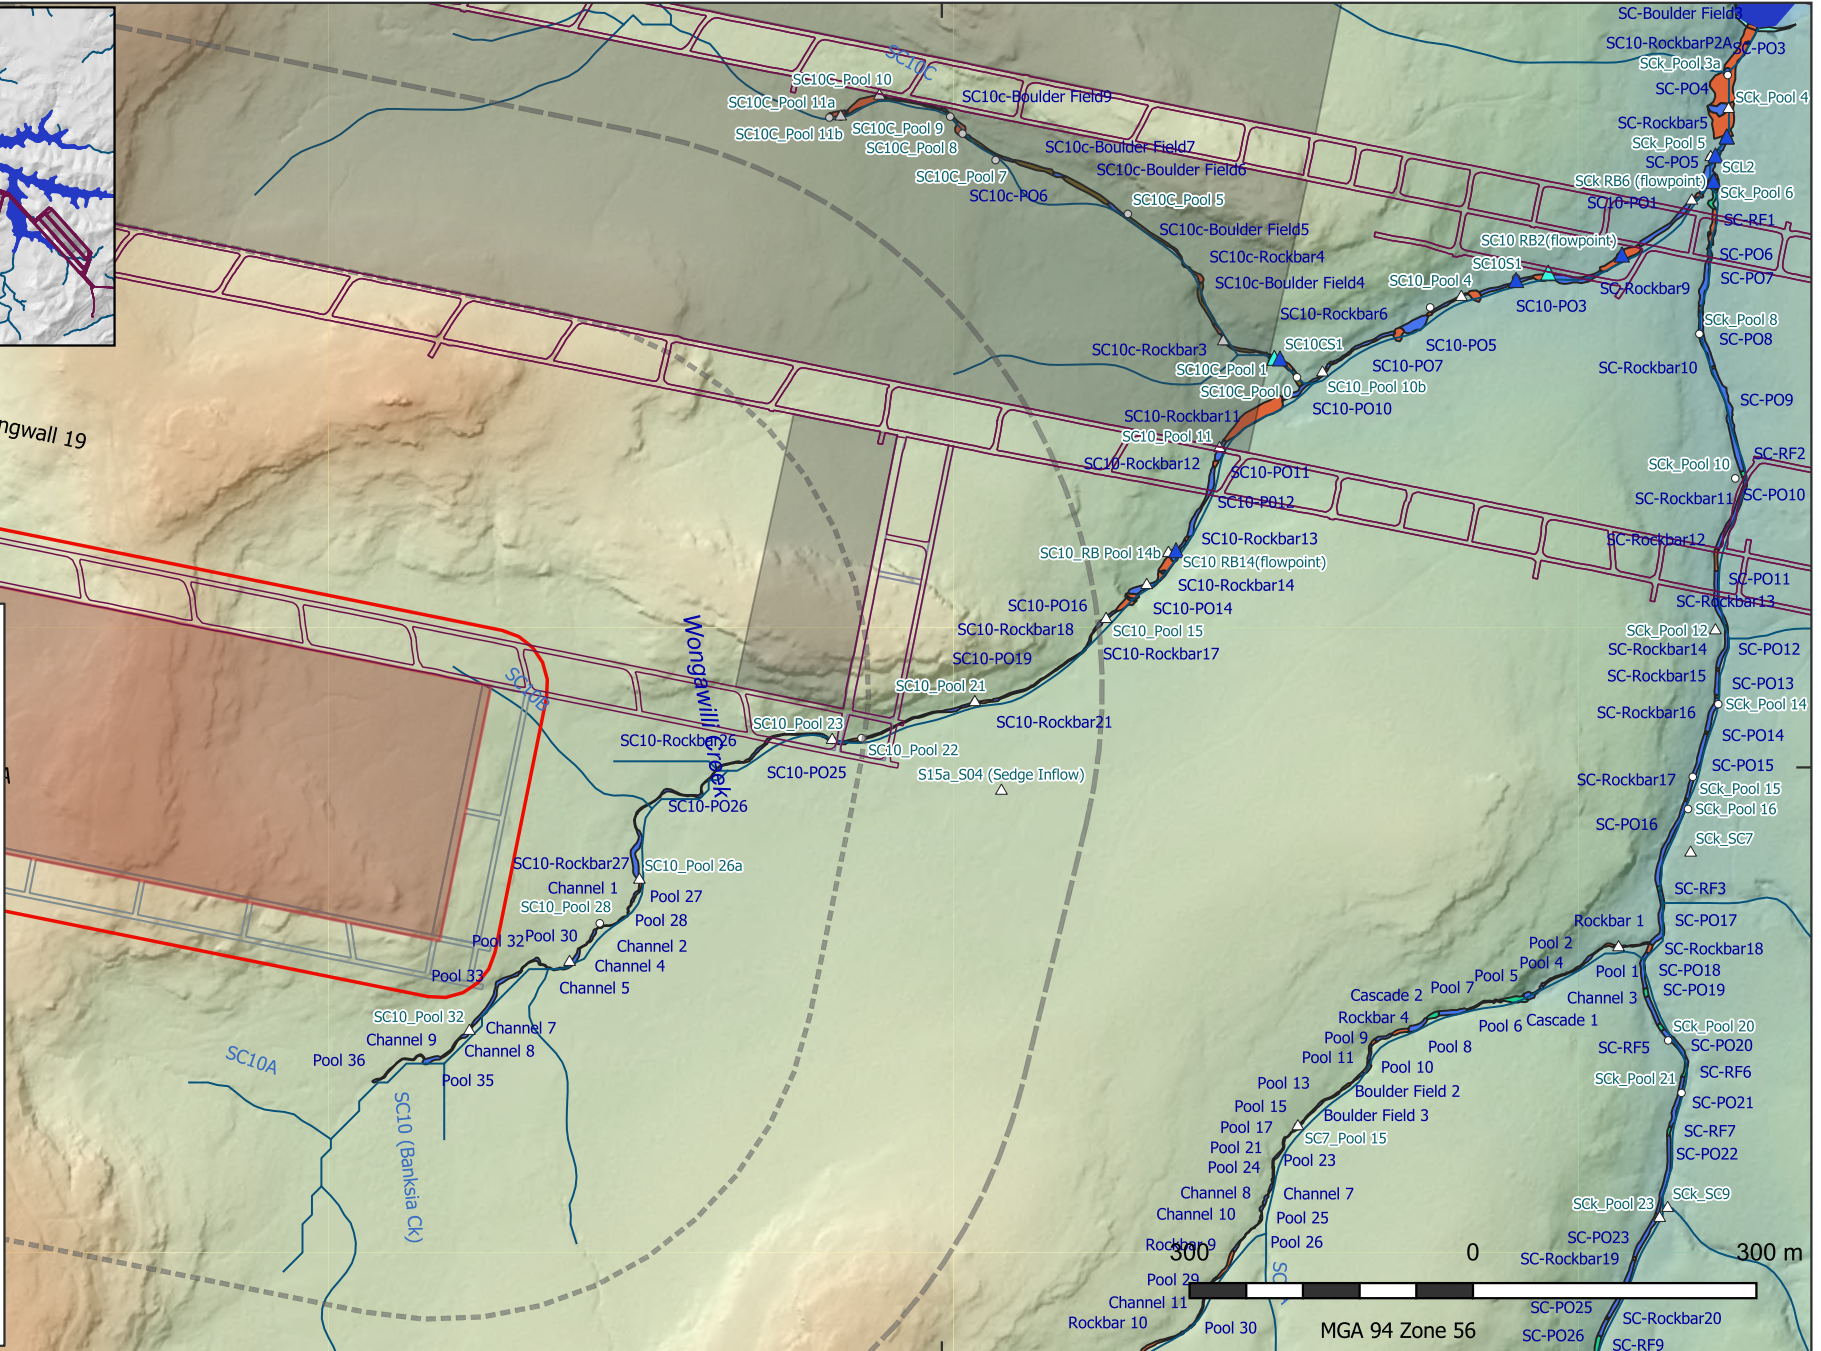 SC-Boulder Field3
SC10-RockbarP2A
SC-PO3
SCk_Pool 3a
SC-PO4
SCk_Pool 4
SC-Rockbar5
SCk_Pool 5
SC-PO5
SCL2
SCk RB6 (flowpoint)
SCk_Pool 6
SC10-PO1
SC-RF1
SC10 RB2(flowpoint)
SC-PO6
SC10S1
SC-PO7
SC10_Pool 4
SC-Rockbar9
SC10-PO3
SC10-Rockbar6
SCk_Pool 8
SC-PO8
SC10-PO5
SC10-PO7
SC-Rockbar10
SC-PO9
SC10C
SC10C_Pool 10
SC10c-Boulder Field9
SC10C_Pool 11a
SC10C_Pool 11b
SC10C_Pool 9
SC10C_Pool 8
SC10c-Boulder Field7
SC10c-Boulder Field6
SC10C_Pool 7
SC10c-PO6
SC10C_Pool 5
SC10c-Boulder Field5
SC10c-Rockbar4
SC10c-Boulder Field4
SC10c-Rockbar3
SC10CS1
SC10C_Pool 1
SC10C_Pool 0
SC10_Pool 10b
SC10-PO10
SC10-Rockbar11
SC10_Pool 11
SC10-Rockbar12
SC10-PO11
SC10-P012
SC10-Rockbar13
SC10_RB Pool 14b
SC10 RB14(flowpoint)
SC10-Rockbar14
SC10-PO16
SC10-PO14
SC10-Rockbar18
SC10_Pool 15
SC10-PO19
SC10-Rockbar17
SC10_Pool 21
SC10-Rockbar21
SC10_Pool 23
SC10_Pool 22
SC10-PO25
S15a_S04 (Sedge Inflow)
SC10-Rockbar26
SC10-PO26
Wongawilli Creek
SC10B
ngwall 19
SC10-Rockbar27
SC10_Pool 26a
Channel 1
Pool 27
SC10_Pool 28
Pool 28
Pool 32
Pool 30
Channel 2
Channel 4
Pool 33
Channel 5
SC10_Pool 32
Channel 7
Channel 9
Channel 8
Pool 36
Pool 35
SC10A
SC10 (Banksia Ck)
SC-RF2
SCk_Pool 10
SC-Rockbar11
SC-PO10
SC-Rockbar12
SC-PO11
SC-Rockbar13
SCk_Pool 12
SC-Rockbar14
SC-PO12
SC-Rockbar15
SC-PO13
SCk_Pool 14
SC-Rockbar16
SC-PO14
SC-PO15
SC-Rockbar17
SCk_Pool 15
SCk_Pool 16
SC-PO16
SCk_SC7
SC-RF3
Rockbar 1
SC-PO17
Pool 2
SC-Rockbar18
Pool 4
Pool 1
SC-PO18
Pool 5
Pool 7
SC-PO19
Cascade 2
Channel 3
Rockbar 4
Pool 6
Cascade 1
SCk_Pool 20
Pool 9
Pool 8
SC-RF5
SC-PO20
Pool 11
Pool 10
SC-RF6
SCk_Pool 21
Pool 13
Boulder Field 2
SC-PO21
Pool 15
Boulder Field 3
Pool 17
SC7_Pool 15
SC-RF7
Pool 21
SC-PO22
Pool 24
Pool 23
Channel 8
Channel 7
SCk_SC9
SCk_Pool 23
Channel 10
Pool 25
SC-PO23
Rockbar 9
Pool 26
SC-Rockbar19
300
0
300 m
Pool 29
Channel 11
SC-PO25
Rockbar 10
Pool 30
SC-Rockbar20
MGA 94 Zone 56
SC-PO26
SC-RF9